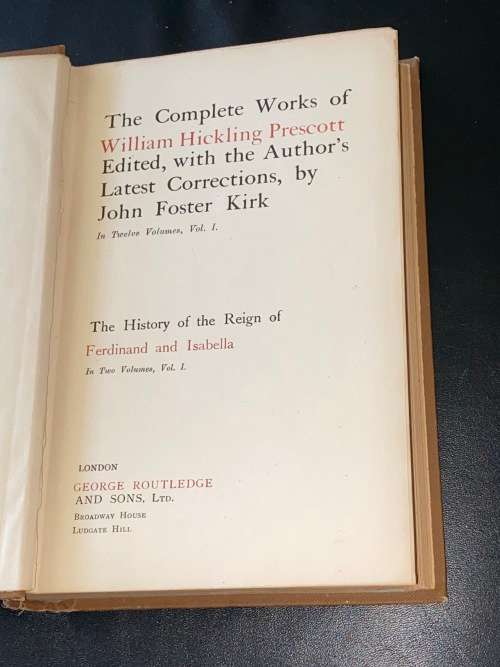 The Complete Works of
William Hickling Prescott
Edited, with the Author's
Latest Corrections, by
John Foster Kirk
In Twelve Volumes, Vol. I.
The History of the Reign of
Ferdinand and Isabella
In Two Volumes, Vol. I.
LONDON
GEORGE ROUTLEDGE
AND SONS, LTD.
BROADWAY HOUSE
LUDGATE HILL